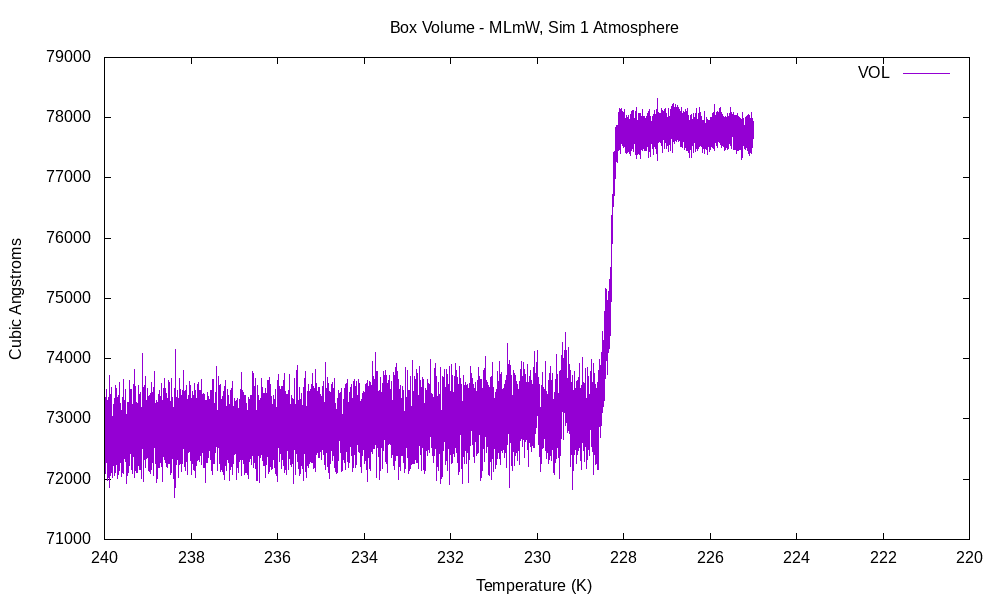 Box Volume - MLmW, Sim 1 Atmosphere
VOL
79000
78000
77000
76000
75000
74000
73000
72000
71000
Cubic Angstroms
240 238 236 234 232 230 228 226 224 222 220
Temperature (K)